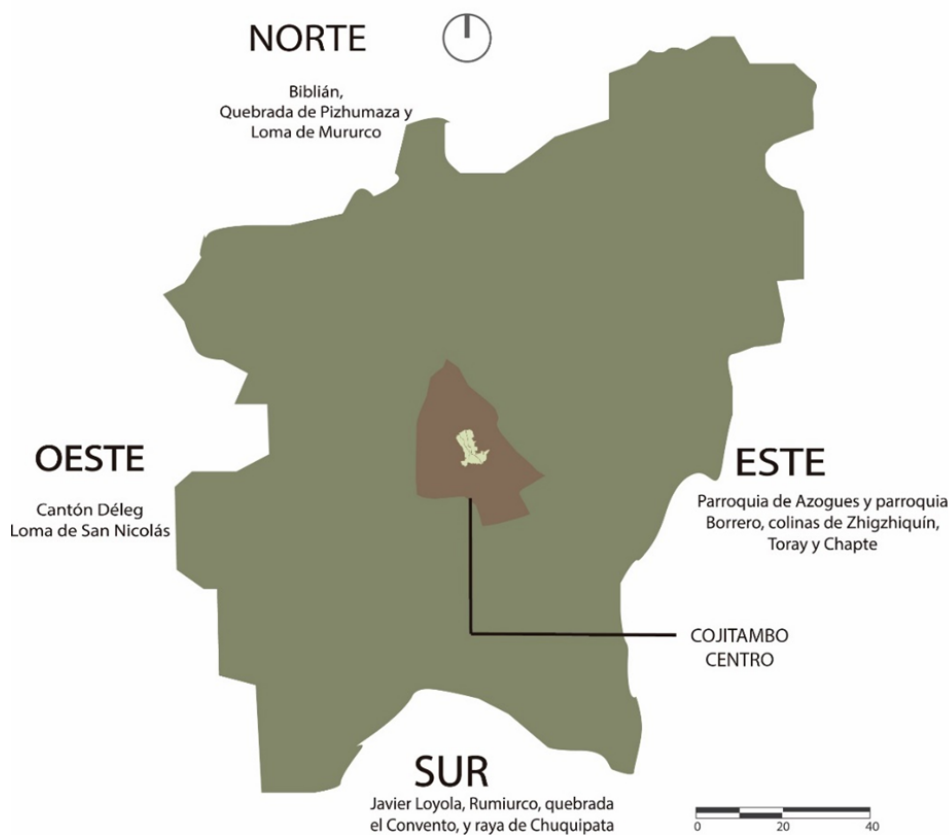 NORTE
Biblián,
Quebrada de Pizhumaza y
Loma de Mururco
OESTE
Cantón Déleg
Loma de San Nicolás
ESTE
Parroquia de Azogues y parroquia
Borrero, colinas de Zhigzhiquín,
Toray y Chapte
COJITAMBO
CENTRO
SUR
Javier Loyola, Rumiurco, quebrada
el Convento, y raya de Chuquipata
0 20 40